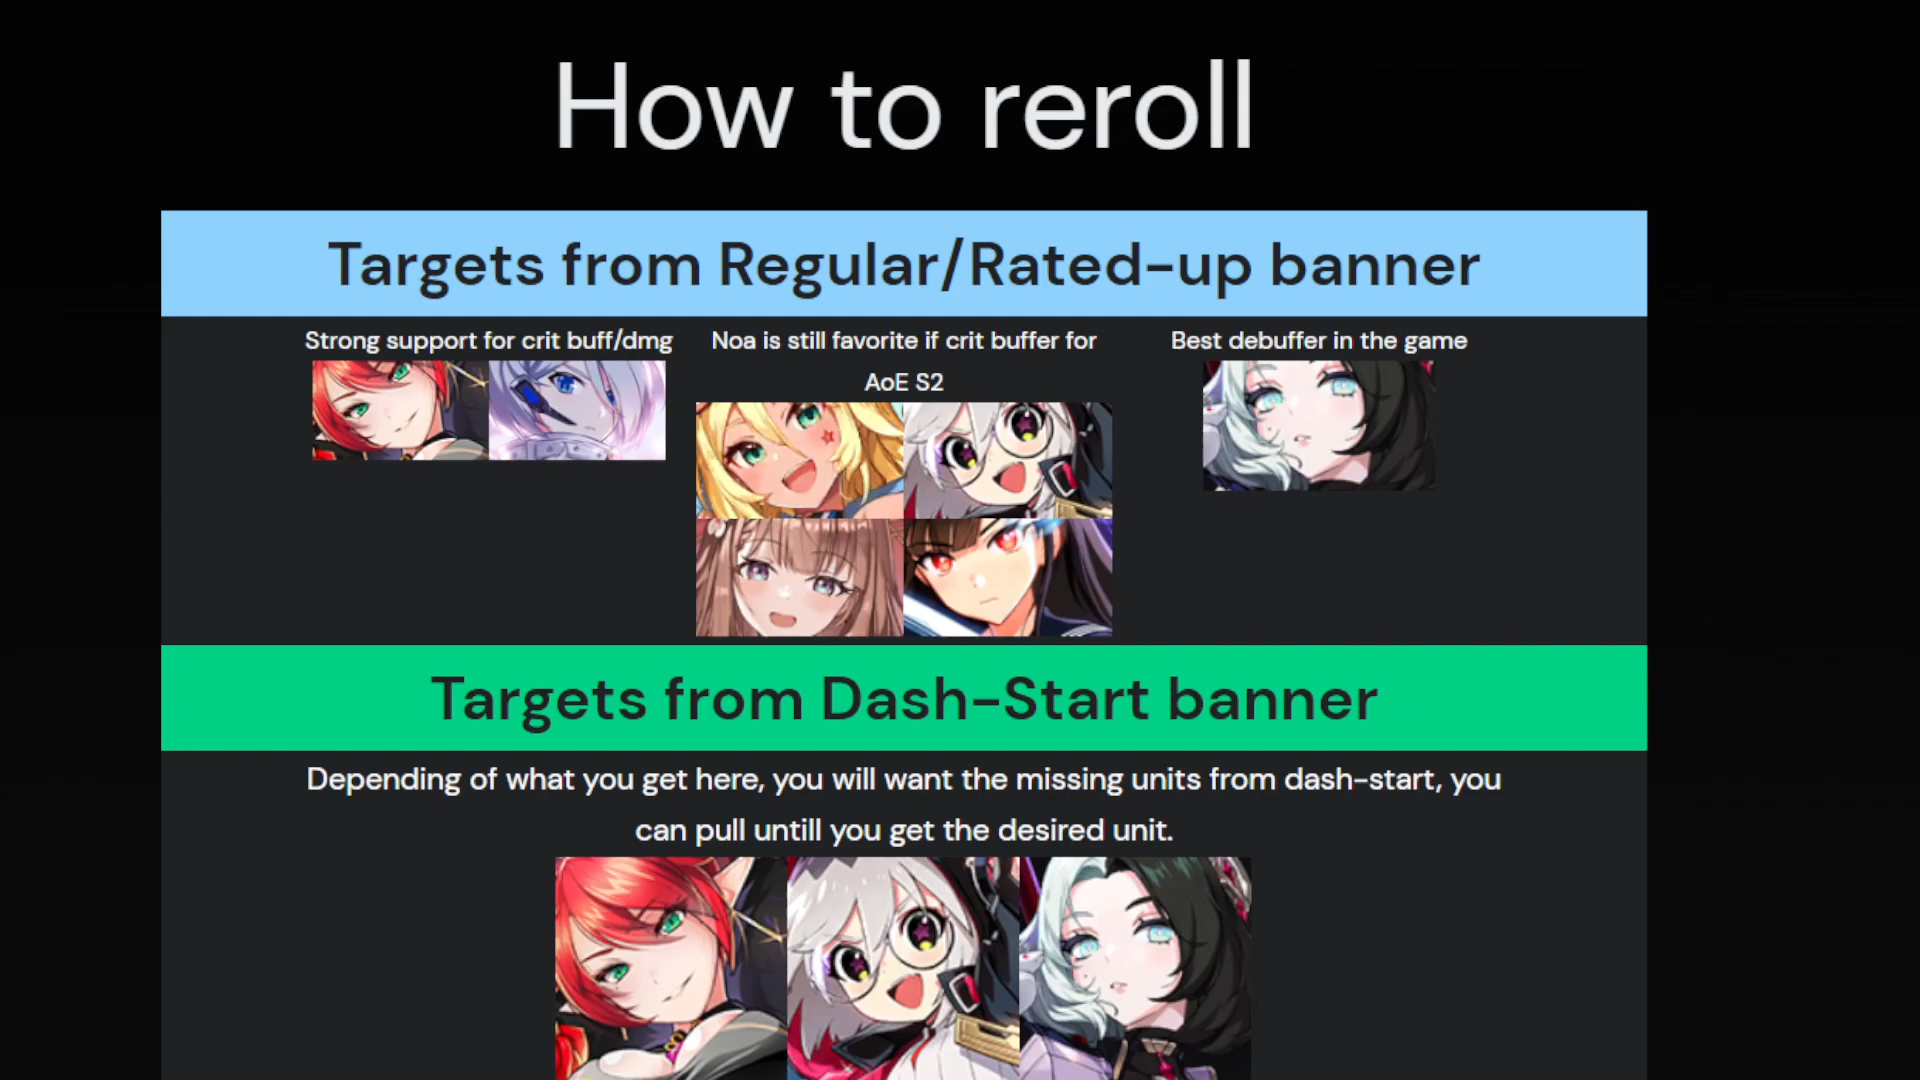 How to reroll
Targets from Regular/Rated-up banner
Strong support for crit buff/dmg
Noa is still favorite if crit buffer for
AoE S2
Best debuffer in the game
Targets from Dash-Start banner
Depending of what you get here, you will want the missing units from dash-start, you
can pull untill you get the desired unit.